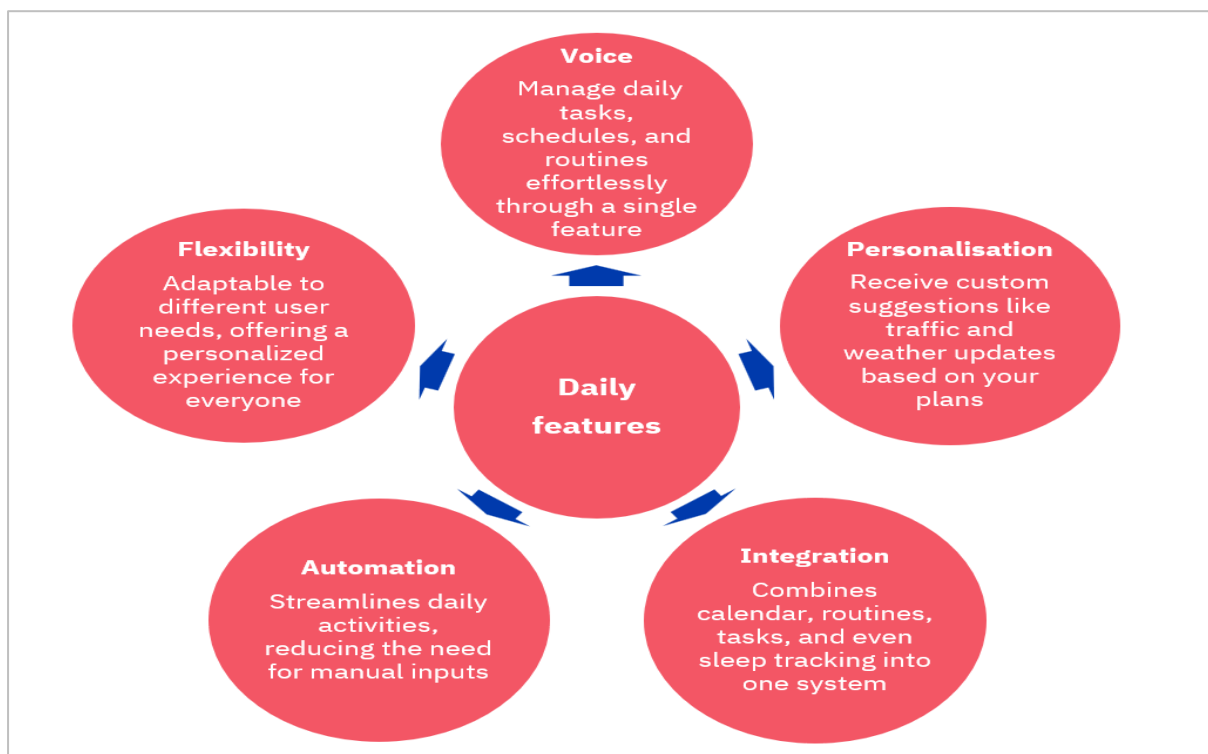 Voice
Manage daily
tasks,
schedules, and
routines
effortlessly
through a single
feature
Flexibility
Adaptable to
different user
needs, offering a
personalized
experience for
everyone
Personalisation
Receive custom
suggestions like
traffic and
weather updates
based on your
plans
Daily
features
Automation
Streamlines daily
activities,
reducing the need
for manual inputs
Integration
Combines
calendar, routines,
tasks, and even
sleep tracking into
one system